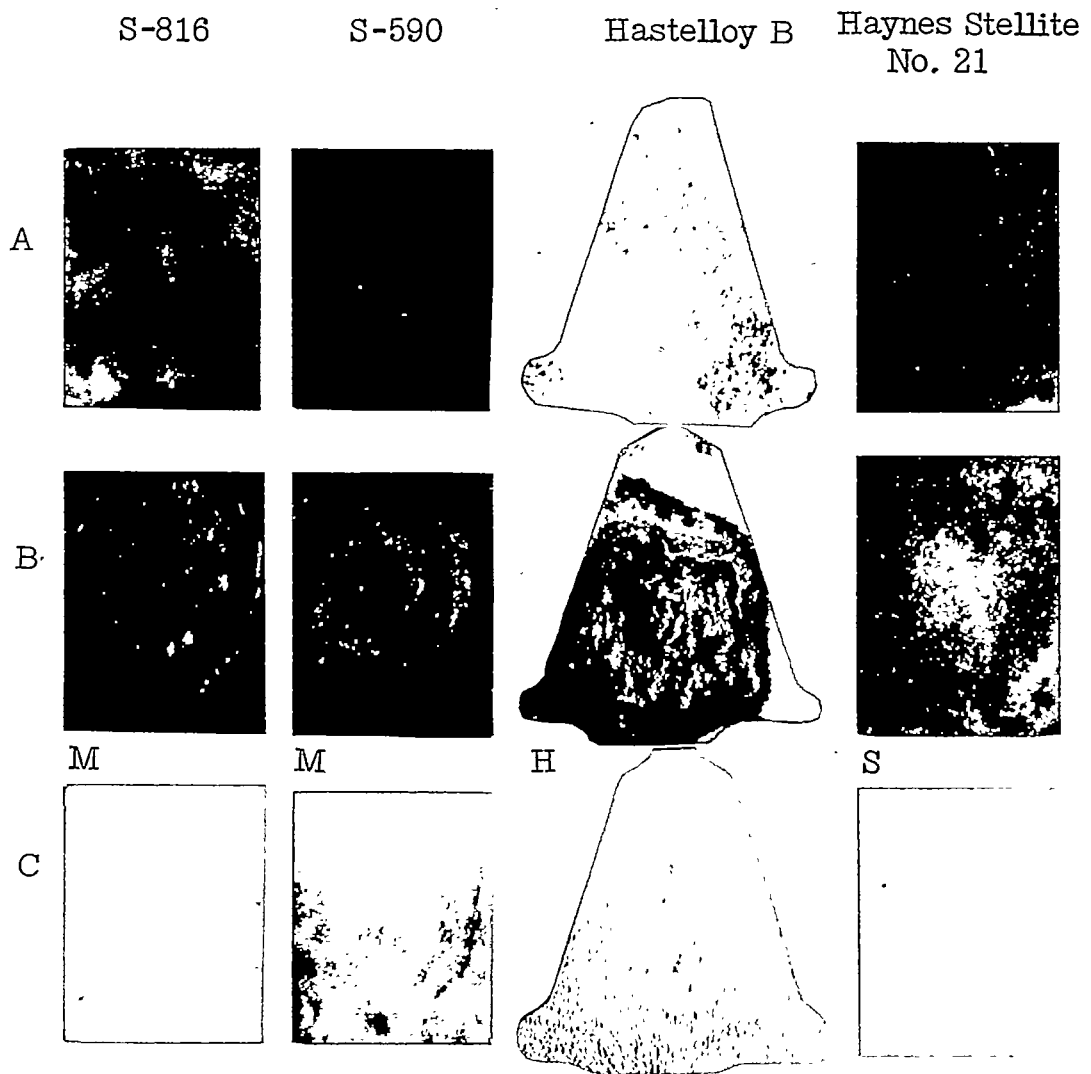 S-816 S-590 Hastelloy B Haynes Stellite
No. 21
A
B
M M H S
C